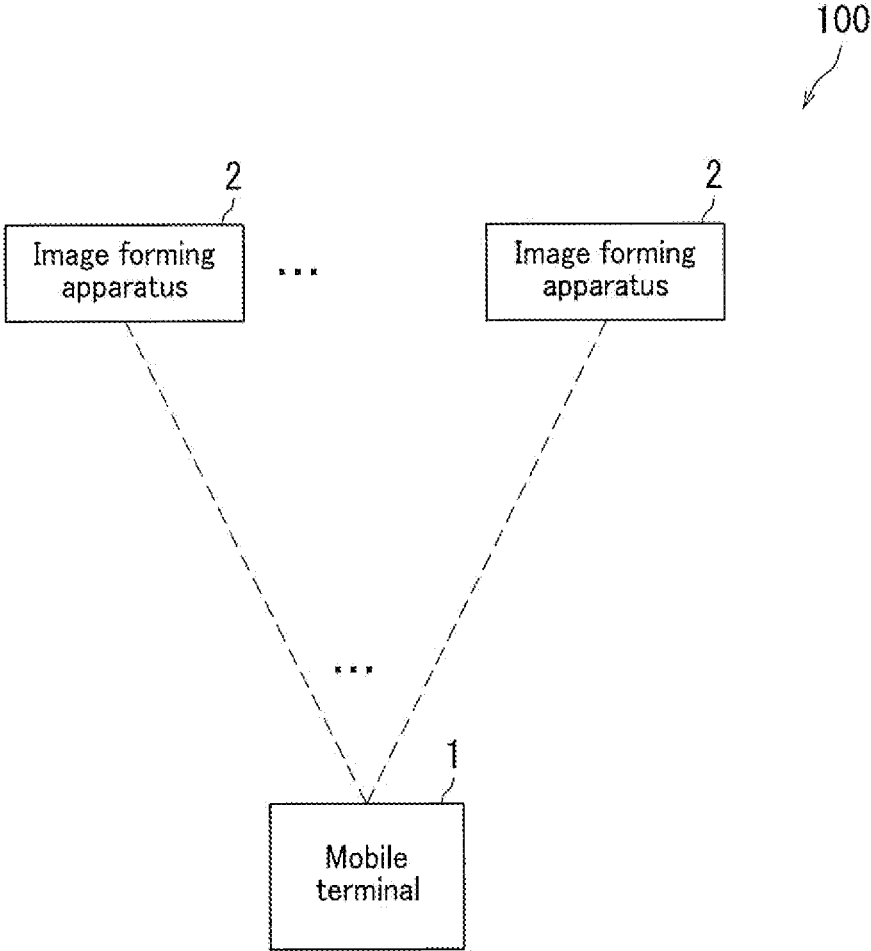 100
2
2
Image forming
apparatus
...
Image forming
apparatus
...
1
Mobile
terminal